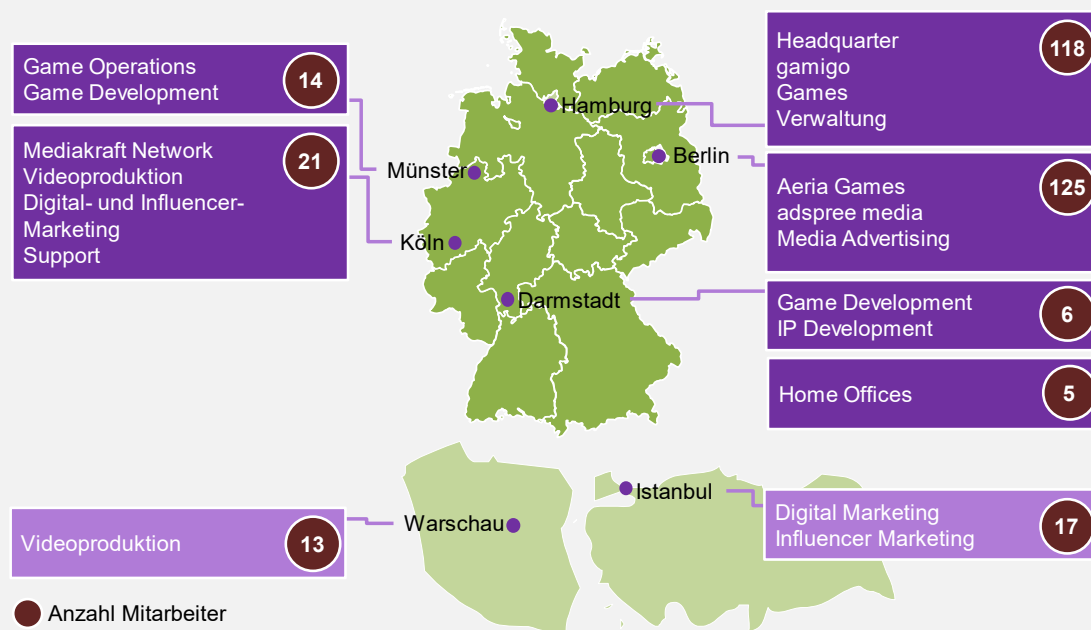 Game Operations
Game Development
14
Mediakraft Network
Videoproduktion
Digital- und Influencer-
Marketing
Support
21
Münster
Köln
Hamburg
Berlin
Darmstadt
Headquarter
gamigo
Games
Verwaltung
118
Aeria Games
adspree media
Media Advertising
125
Game Development
IP Development
6
Home Offices
5
Videoproduktion
13
Warschau
Istanbul
Digital Marketing
Influencer Marketing
17
Anzahl Mitarbeiter